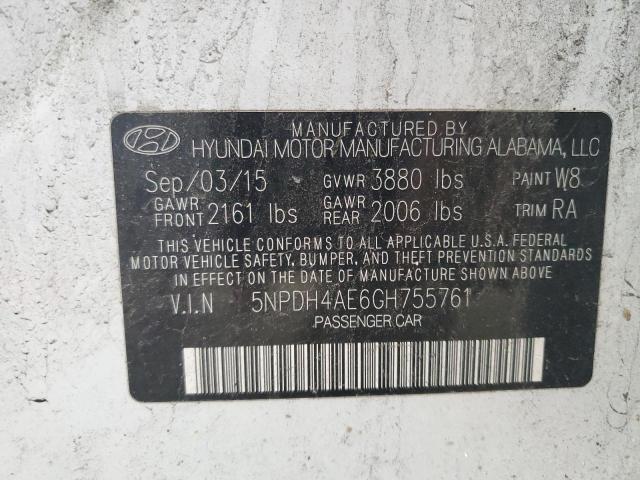 MANUFACTURED BY
HYUNDAI MOTOR MANUFACTURING ALABAMA, LLC
Sep/03/15 GVWR 3880 lbs PAINT W8
GAWR FRONT 2161 lbs GAWR REAR 2006 lbs TRIM RA
THIS VEHICLE CONFORMS TO ALL APPLICABLE U.S.A. FEDERAL
MOTOR VEHICLE SAFETY, BUMPER, AND THEFT PREVENTION STANDARDS
IN EFFECT ON THE DATE OF MANUFACTURE SHOWN ABOVE
V.I.N 5NPDH4AE6GH755761
PASSENGER CAR